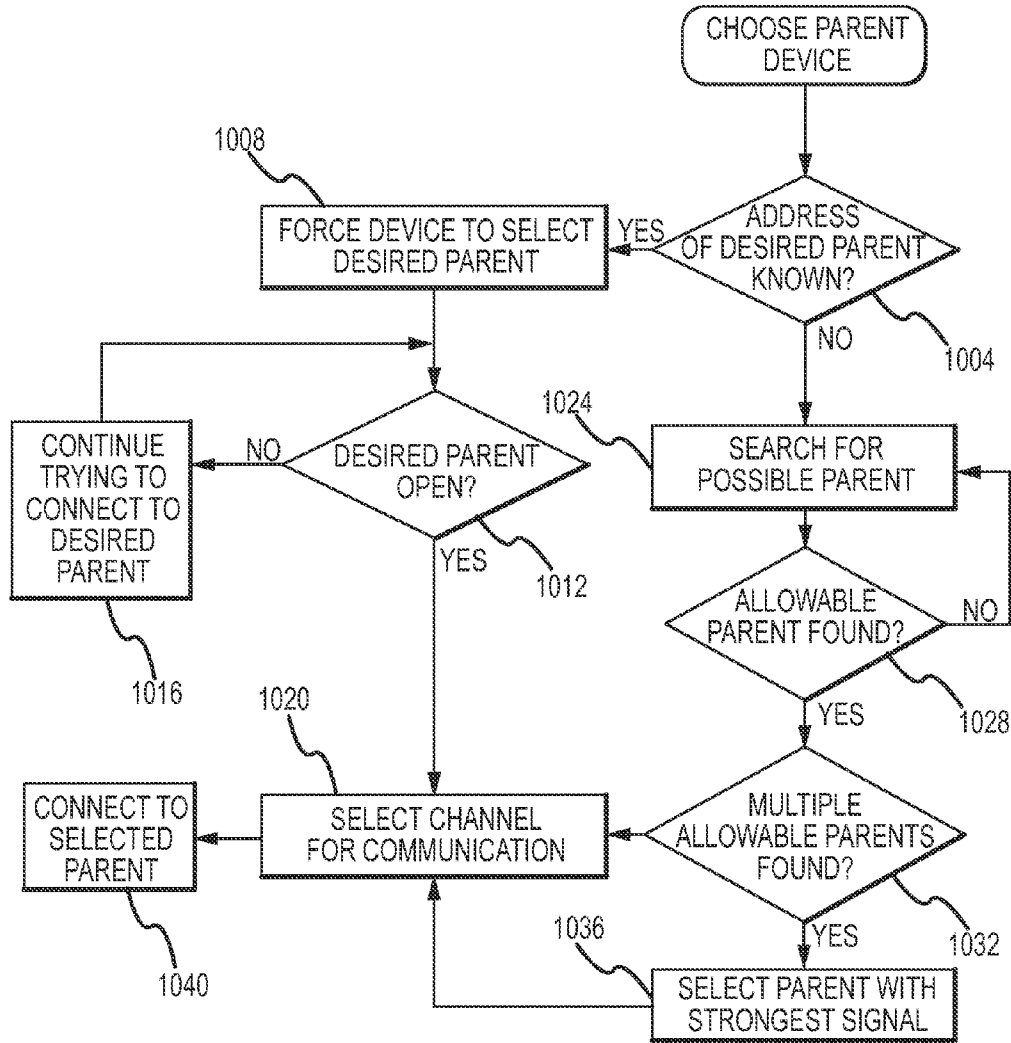 CHOOSE PARENT
DEVICE
1008
FORCE DEVICE TO SELECT
DESIRED PARENT
YES
ADDRESS
OF DESIRED PARENT
KNOWN?
1004
NO
1024
CONTINUE
TRYING TO
CONNECT TO
DESIRED
PARENT
NO
DESIRED PARENT
OPEN?
SEARCH FOR
POSSIBLE PARENT
YES
1012
ALLOWABLE
PARENT FOUND?
NO
1016
1020
YES
1028
CONNECT TO
SELECTED
PARENT
SELECT CHANNEL
FOR COMMUNICATION
MULTIPLE
ALLOWABLE PARENTS
FOUND?
1036
YES
1032
1040
SELECT PARENT WITH
STRONGEST SIGNAL